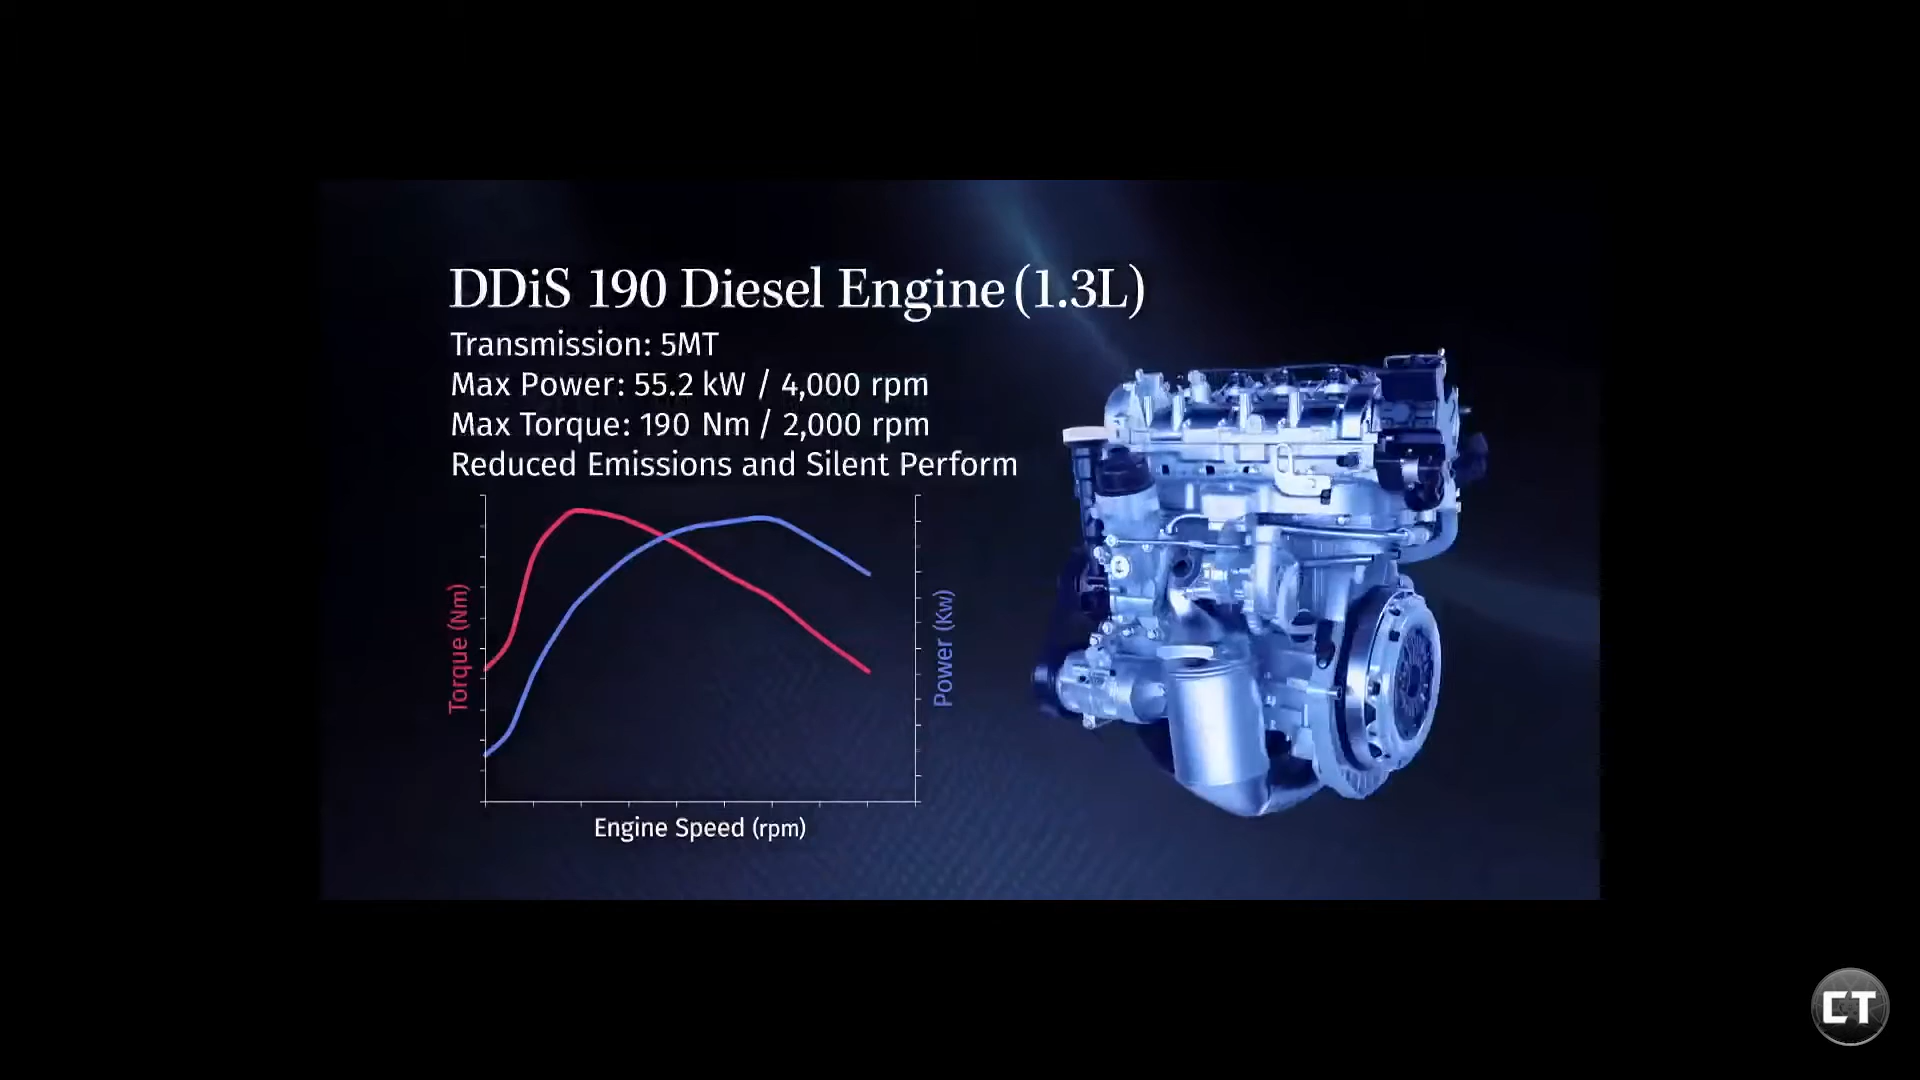 DDiS 190 Diesel Engine (1.3L)
Transmission: 5MT
Max Power: 55.2 kW / 4,000 rpm
Max Torque: 190 Nm / 2,000 rpm
Reduced Emissions and Silent Perform
Torque (Nm)
Power (Kw)
Engine Speed (rpm)
CT